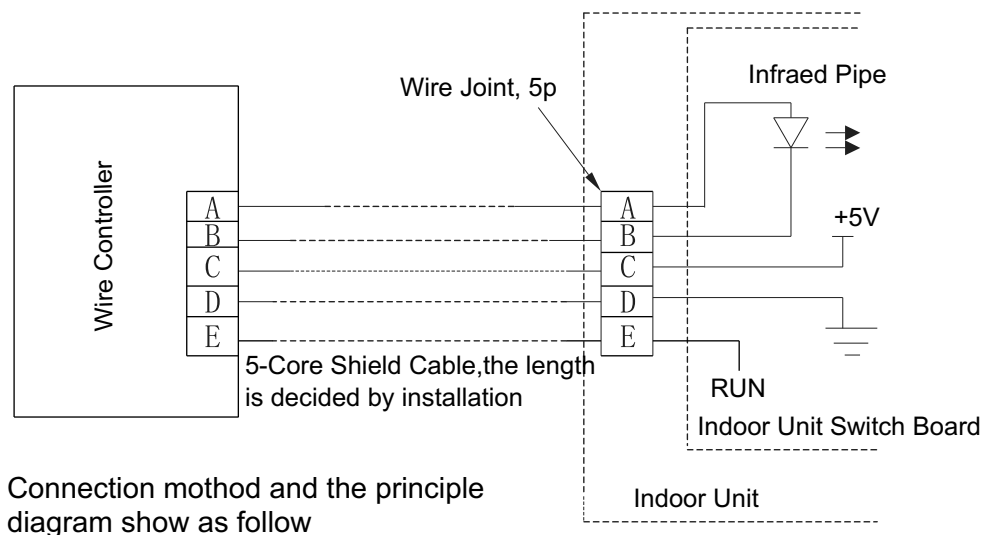 Infraed Pipe
Wire Joint, 5p
Wire Controller
A
B
C
D
E
A
B
C
D
E
+5V
RUN
5-Core Shield Cable,the length
is decided by installation
Indoor Unit Switch Board
Indoor Unit
Connection mothod and the principle
diagram show as follow